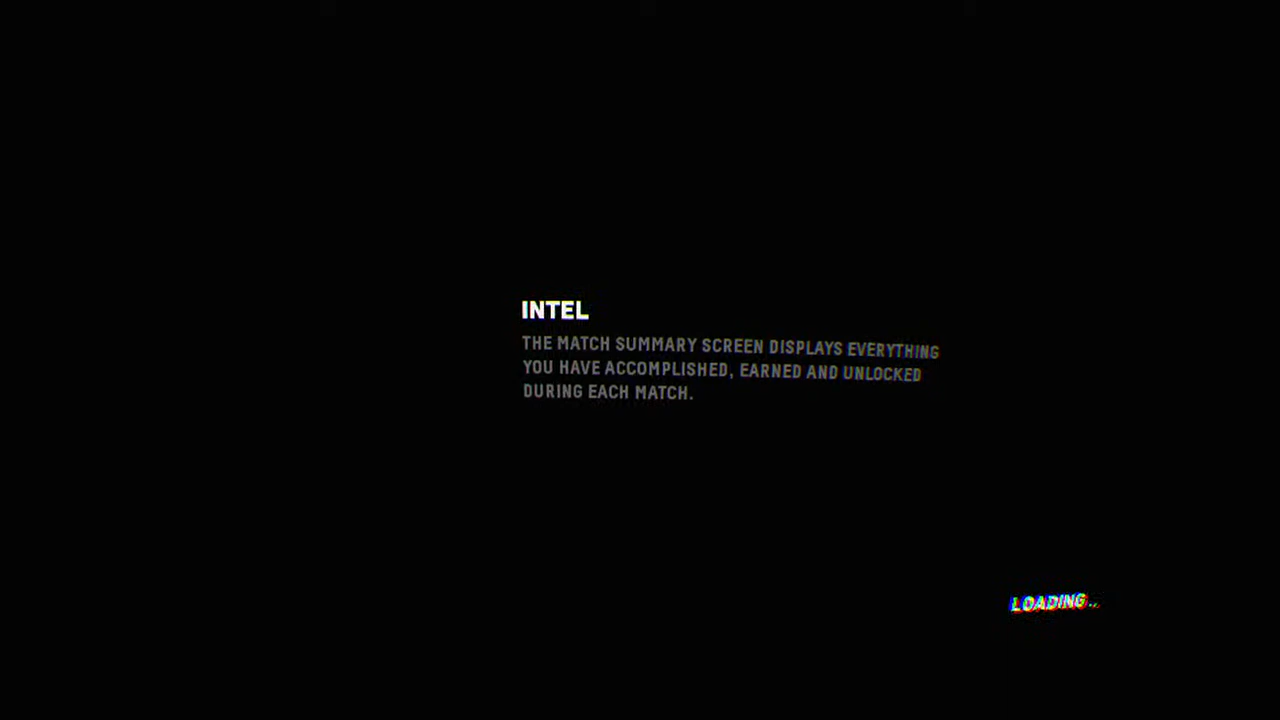 INTEL
THE MATCH SUMMARY SCREEN DISPLAYS EVERYTHING
YOU HAVE ACCOMPLISHED, EARNED AND UNLOCKED
DURING EACH MATCH.
LOADING..